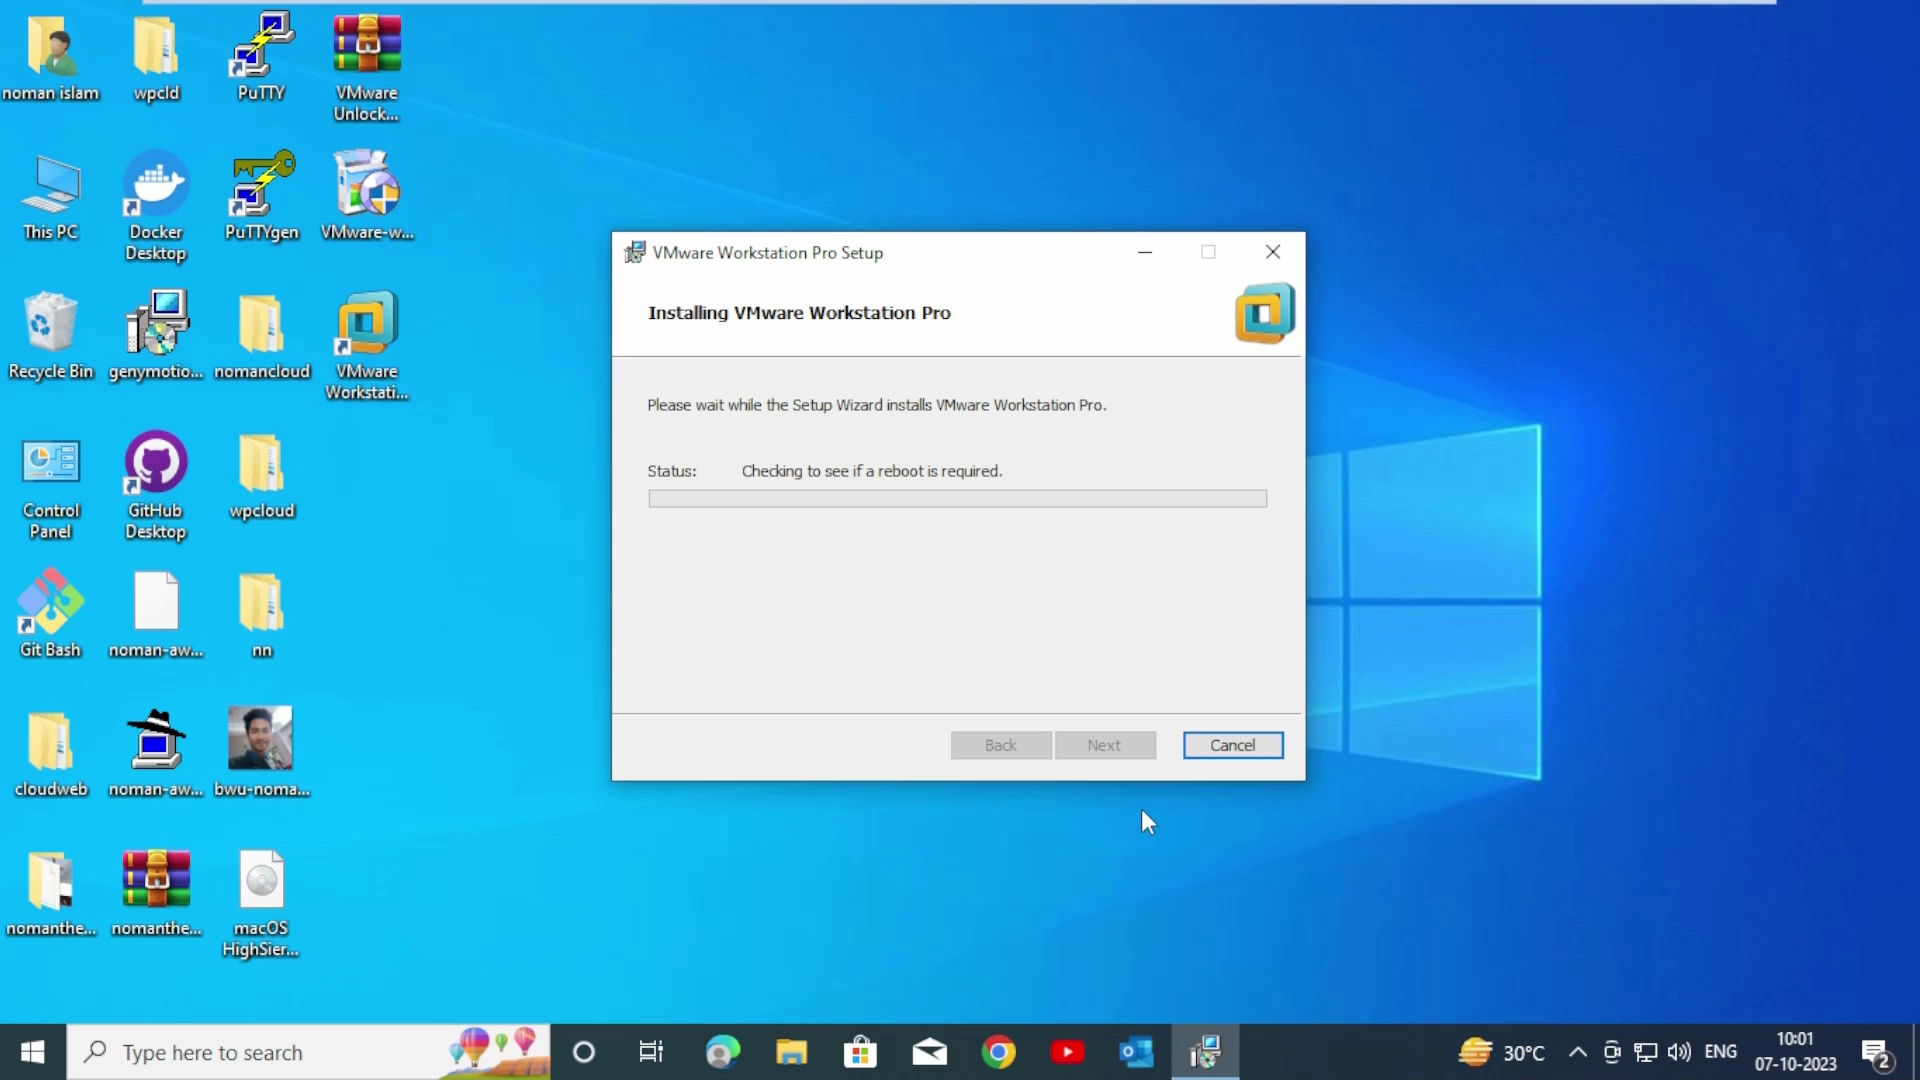 noman islam
wpcld
PuTTY
VMware
Unlock...
This PC
Docker
Desktop
PuTTYgen
VMware-w...
Recycle Bin
genymotio...
nomancloud
VMware
Workstati...
Control
Panel
GitHub
Desktop
wpcloud
Git Bash
noman-aw...
nn
cloudweb
noman-aw...
bwu-noma...
nomanthe...
nomanthe...
macOS
HighSier...
VMware Workstation Pro Setup
Installing VMware Workstation Pro
Please wait while the Setup Wizard installs VMware Workstation Pro.
Status: Checking to see if a reboot is required.
Back
Next
Cancel
Type here to search
30°C
ENG
10:01
07-10-2023
2